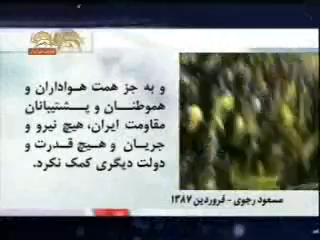 و به جز همت هواداران و
هموطنان و پشتیبانان
مقاومت ایران، هیچ نیرو و
جریان و هیچ قدرت و
دولت دیگری کمک نکرد.
مسعود رجوی - فروردین ۱۳۸۷